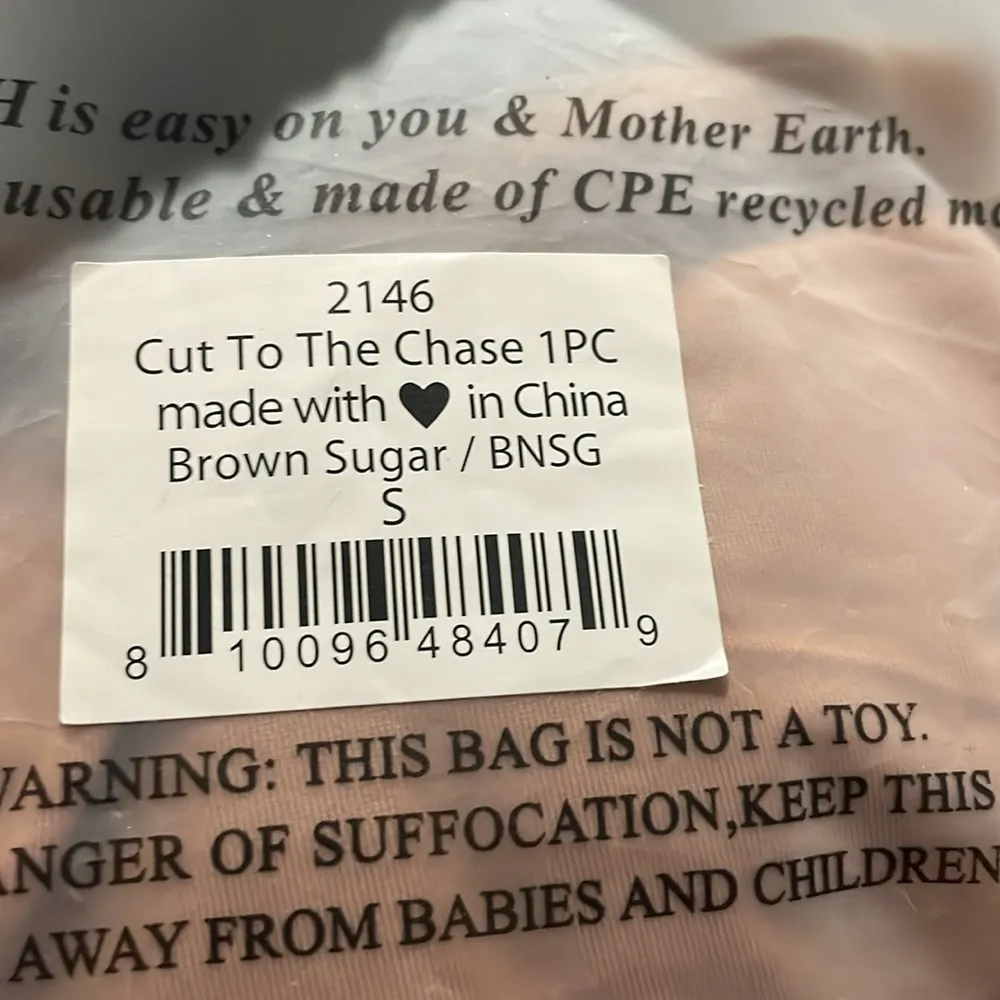 H is easy on you & Mother Earth.
usable & made of CPE recycled
2146
Cut To The Chase 1PC
made with ♥ in China
Brown Sugar / BNSG
S
8 10096 48407 9
WARNING: THIS BAG IS NOT A TOY.
ANGER OF SUFFOCATION,KEEP THIS
AWAY FROM BABIES AND CHILDREN